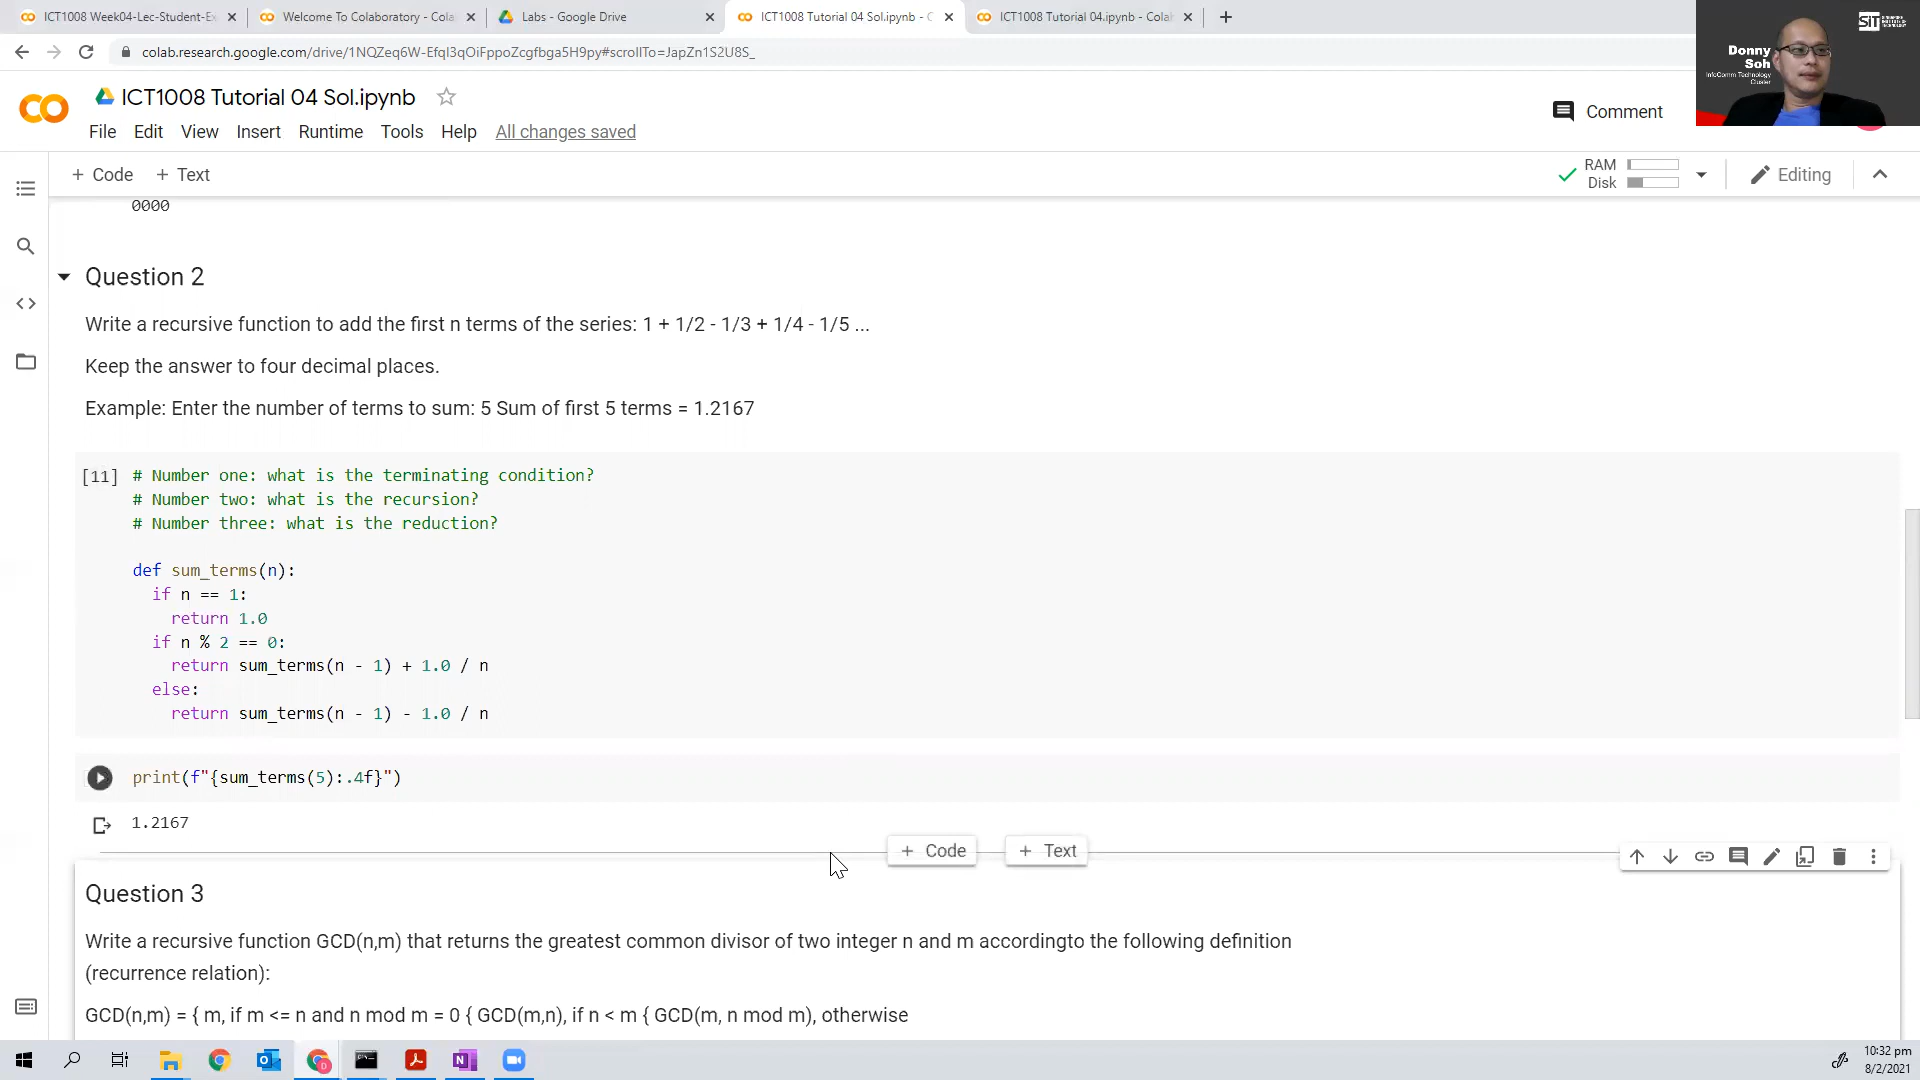 ICT1008 Week04-Lec-Student-Ex
Welcome To Colaboratory - Cola
Labs - Google Drive
ICT1008 Tutorial 04 Sol.ipynb - C
ICT1008 Tutorial 04.ipynb - Colab
colab.research.google.com/drive/1NQZeq6W-EfqI3qOiFppoZcgfbga5H9py#scrollTo=JapZn1S2U8S_
Donny
Soh
InfoComm Technology
Cluster
SIT
ICT1008 Tutorial 04 Sol.ipynb
Comment
File Edit View Insert Runtime Tools Help All changes saved
+ Code + Text
RAM
Disk
Editing
0000
Question 2
Write a recursive function to add the first n terms of the series: 1 + 1/2 - 1/3 + 1/4 - 1/5 ...
Keep the answer to four decimal places.
Example: Enter the number of terms to sum: 5 Sum of first 5 terms = 1.2167
[11] # Number one: what is the terminating condition?
# Number two: what is the recursion?
# Number three: what is the reduction?
def sum_terms(n):
if n == 1:
return 1.0
if n % 2 == 0:
return sum_terms(n - 1) + 1.0 / n
else:
return sum_terms(n - 1) - 1.0 / n
print(f"{sum_terms(5):.4f}")
1.2167
+ Code + Text
Question 3
Write a recursive function GCD(n,m) that returns the greatest common divisor of two integer n and m accordingto the following definition
(recurrence relation):
GCD(n,m) = { m, if m <= n and n mod m = 0 { GCD(m,n), if n < m { GCD(m, n mod m), otherwise
10:32 pm
8/2/2021